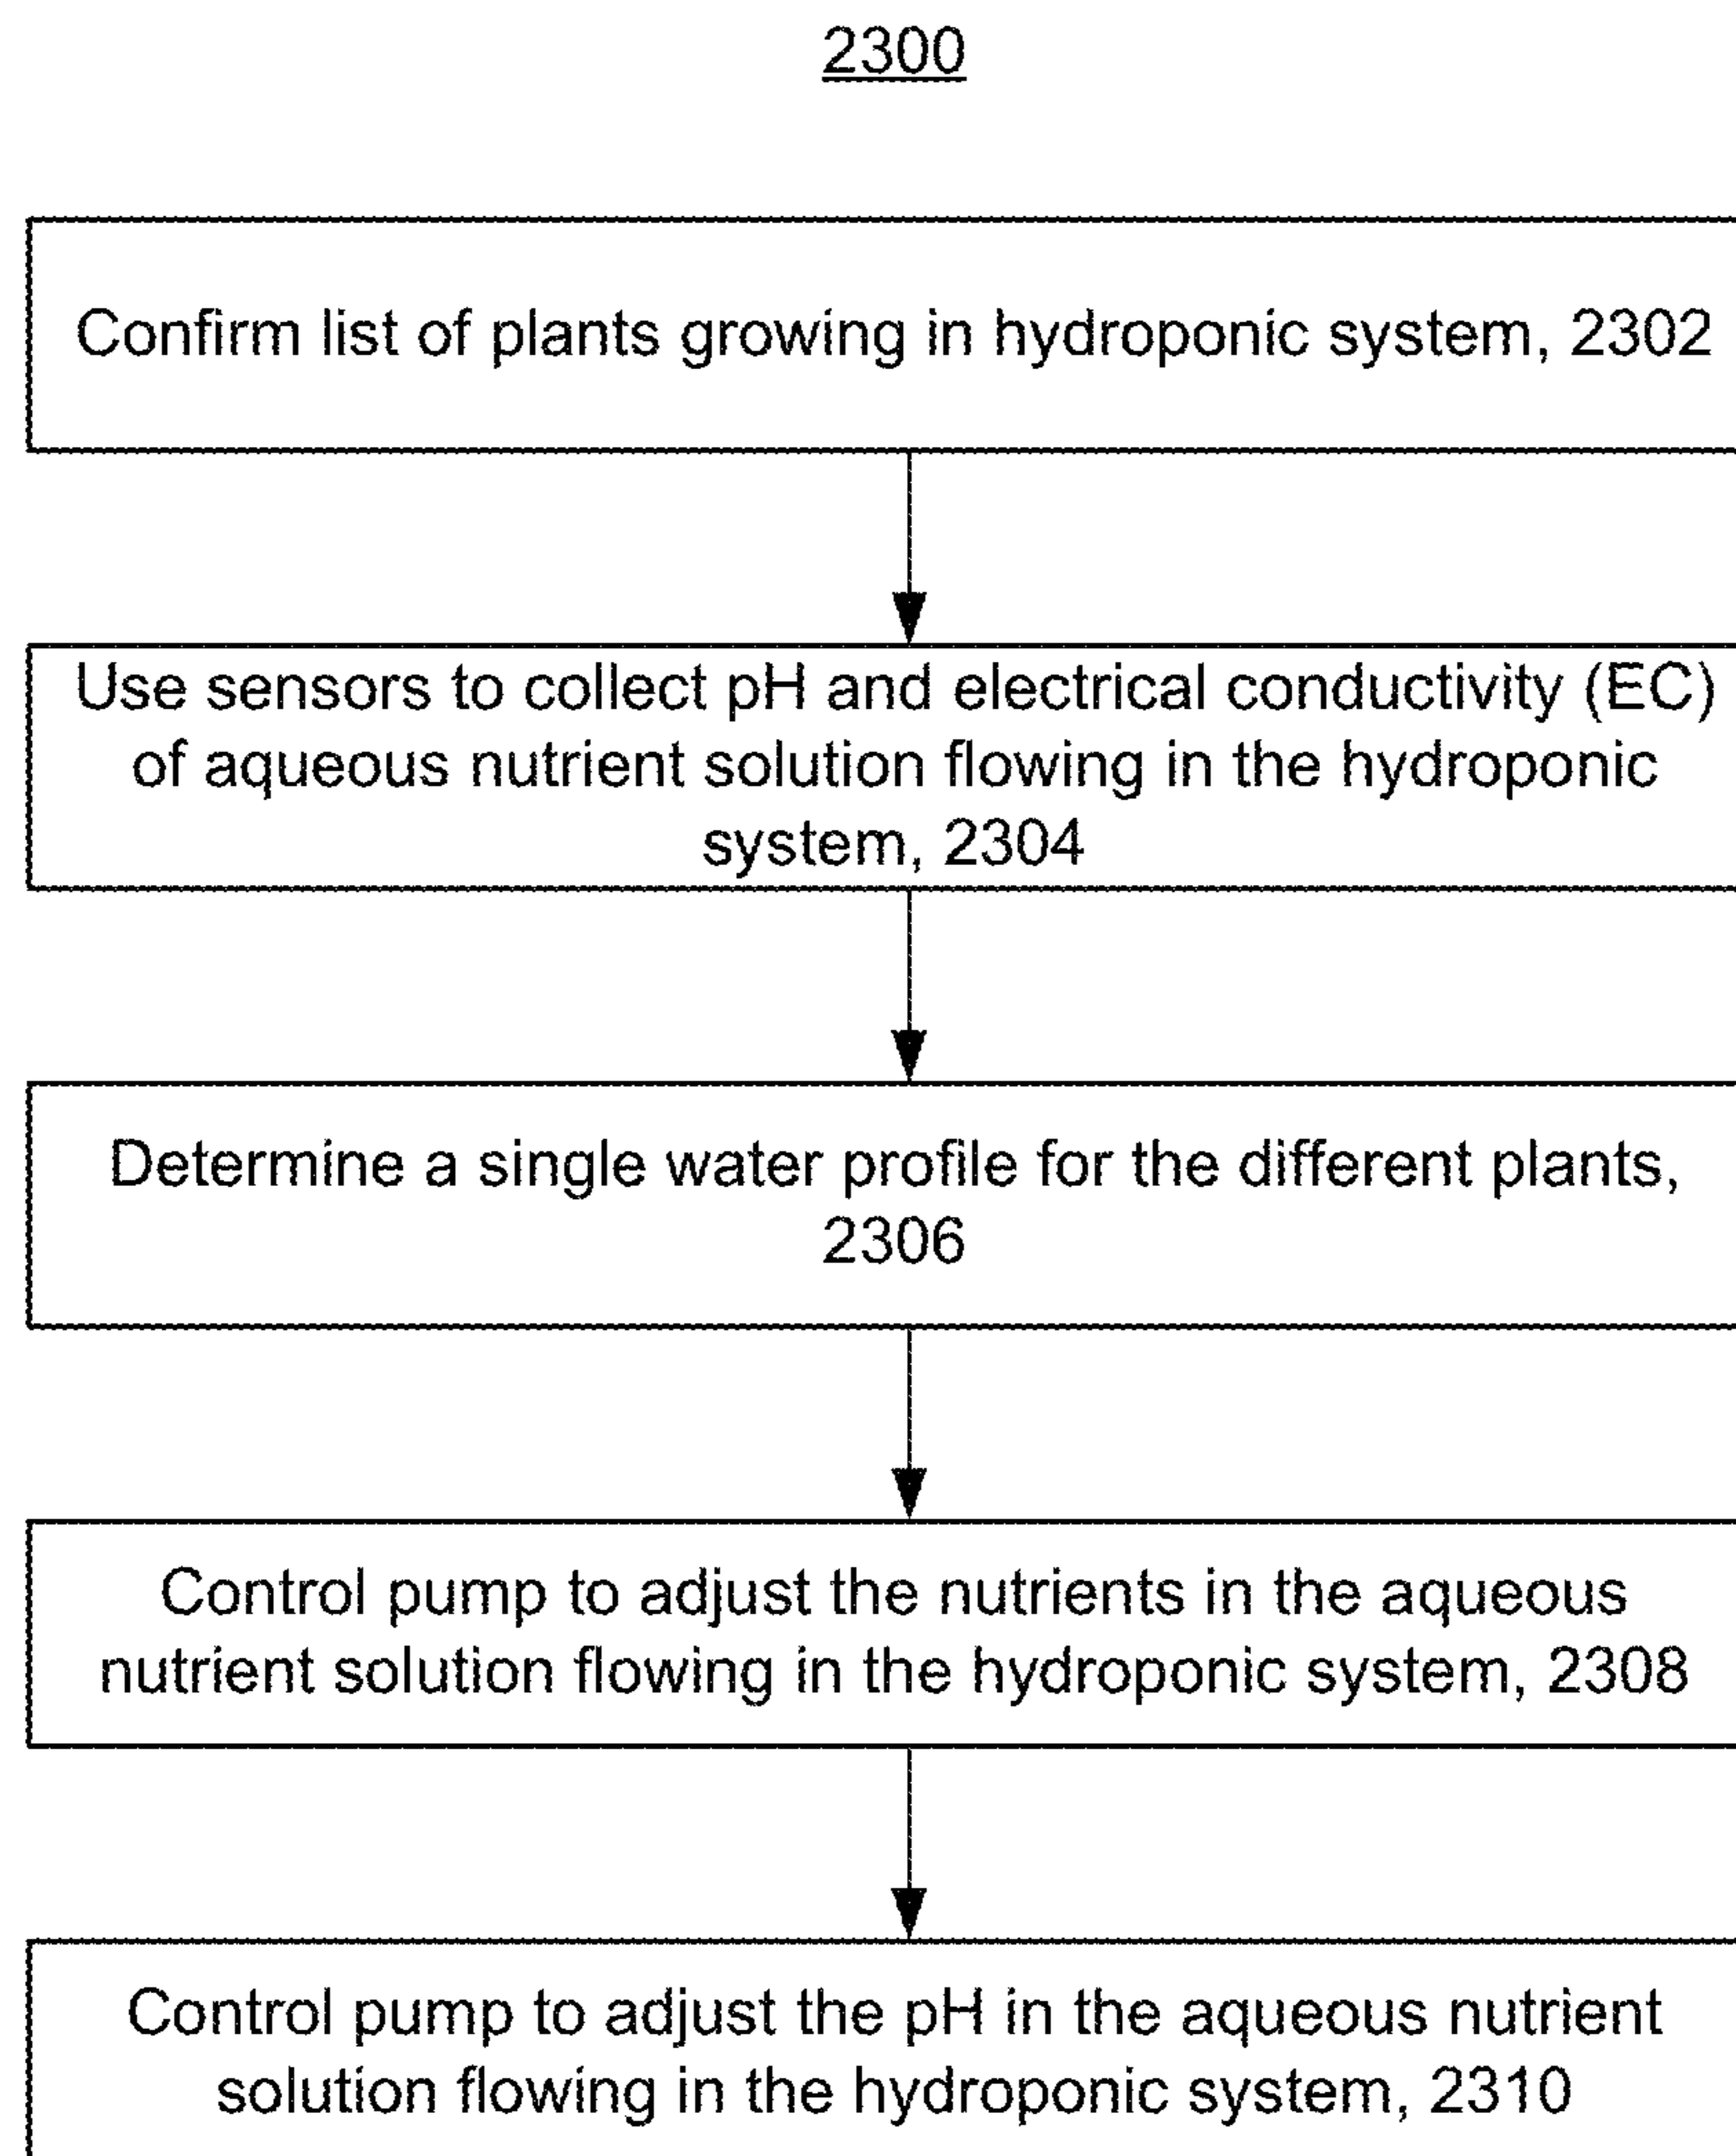 2300
Confirm list of plants growing in hydroponic system, 2302
Use sensors to collect pH and electrical conductivity (EC)
of aqueous nutrient solution flowing in the hydroponic
system, 2304
Determine a single water profile for the different plants,
2306
Control pump to adjust the nutrients in the aqueous
nutrient solution flowing in the hydroponic system, 2308
Control pump to adjust the pH in the aqueous nutrient
solution flowing in the hydroponic system, 2310